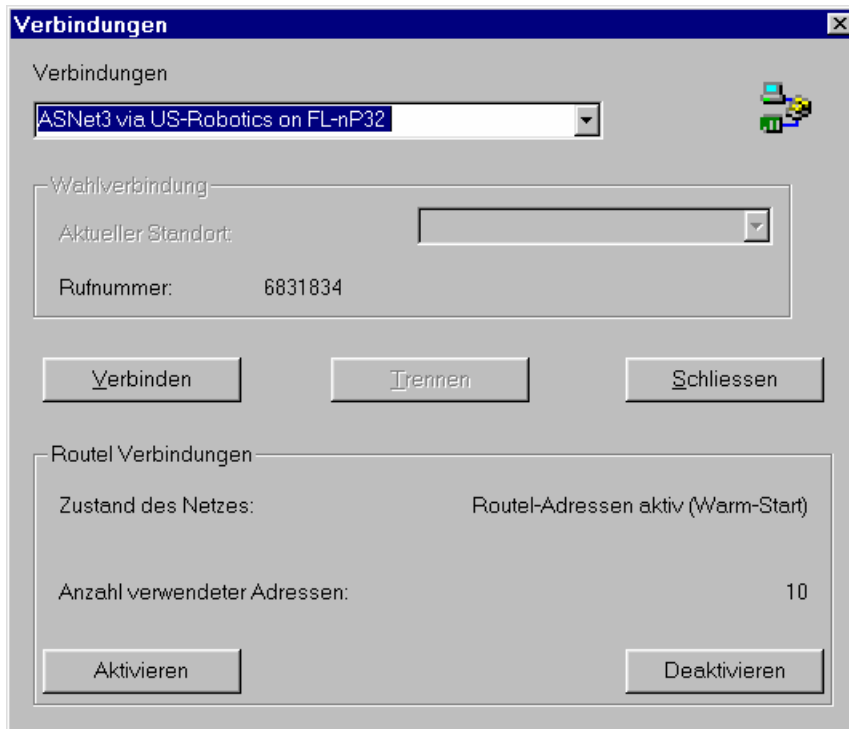 Verbindungen
Verbindungen
ASNet3 via US-Robotics on FL-nP32
Wahlverbindung
Aktueller Standort:
Rufnummer: 6831834
Verbinden Trennen Schliessen
Routel Verbindungen
Zustand des Netzes: Routel-Adressen aktiv (Warm-Start)
Anzahl verwendeter Adressen: 10
Aktivieren Deaktivieren